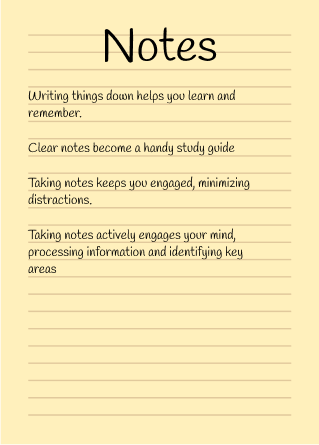 Notes
Writing things down helps you learn and
remember.
Clear notes become a handy study guide
Taking notes keeps you engaged, minimizing
distractions.
Taking notes actively engages your mind,
processing information and identifying key
areas